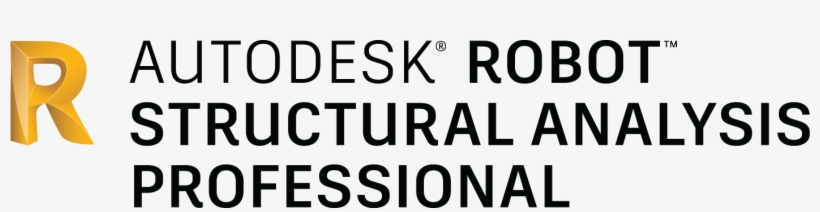 AUTODESK® ROBOT™
STRUCTURAL ANALYSIS
PROFESSIONAL